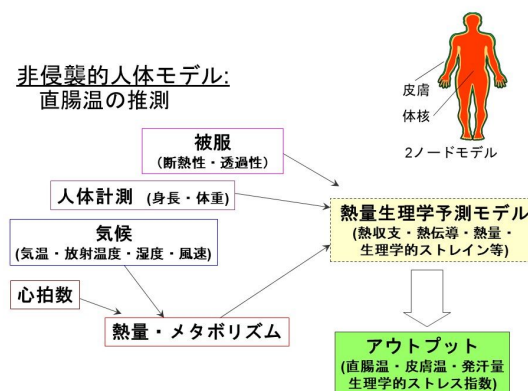 非侵襲的人体モデル:
直腸温の推測
皮膚
体核
2ノードモデル
被服
(断熱性・透過性)
人体計測 (身長・体重)
気候
(気温・放射温度・湿度・風速)
心拍数
熱量・メタボリズム
熱量生理学予測モデル
(熱収支・熱伝導・熱量・
生理学的ストレイン等)
アウトプット
(直腸温・皮膚温・発汗量
生理学的ストレス指数)